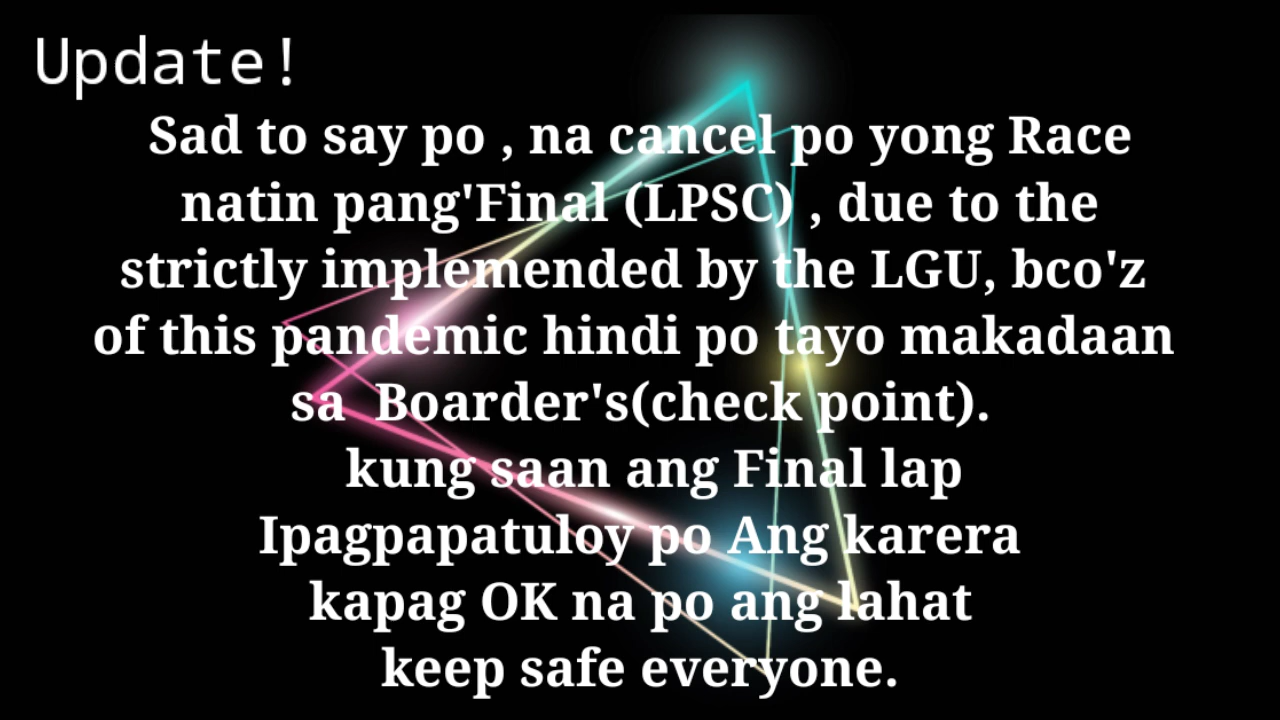 Update!
Sad to say po , na cancel po yong Race
natin pang'Final (LPSC) , due to the
strictly implemended by the LGU, bco'z
of this pandemic hindi po tayo makadaan
sa Boarder's(check point).
kung saan ang Final lap
Ipagpapatuloy po Ang karera
kapag OK na po ang lahat
keep safe everyone.